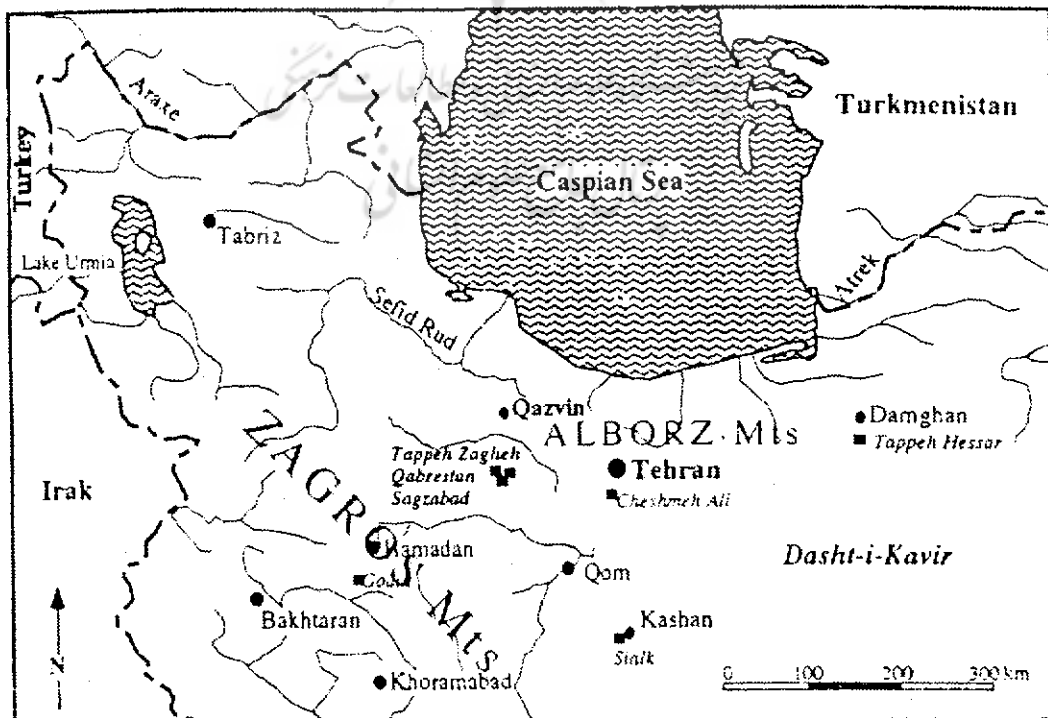 Araxe
Turkmenistan
Turkey
Caspian Sea
Tabriz
Lake Urmia
Atrek
Sefid Rud
Qazvin
ALBORZ Mts
Damghan
Tappeh Hessar
Tappeh Zagheh
Qabrestan
Sagzabad
Tehran
Cheshmeh Ali
ZAGROS Mts
Irak
Hamadan
Godin
Qom
Dasht-i-Kavir
Bakhtaran
Kashan
Sialk
Khoramabad
N
0 100 200 300 km